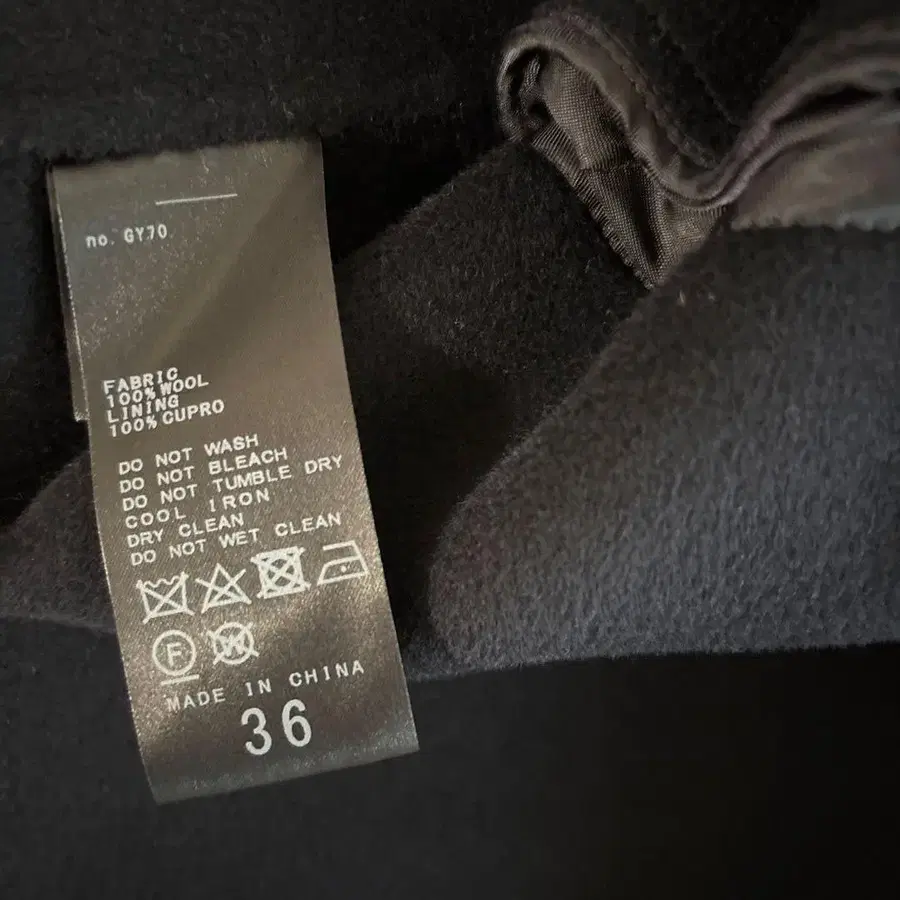 no. GY70
FABRIC
100% WOOL
LINING
100% CUPRO
DO NOT WASH
DO NOT BLEACH
DO NOT TUMBLE DRY
COOL IRON
DRY CLEAN
DO NOT WET CLEAN
F W
MADE IN CHINA
36